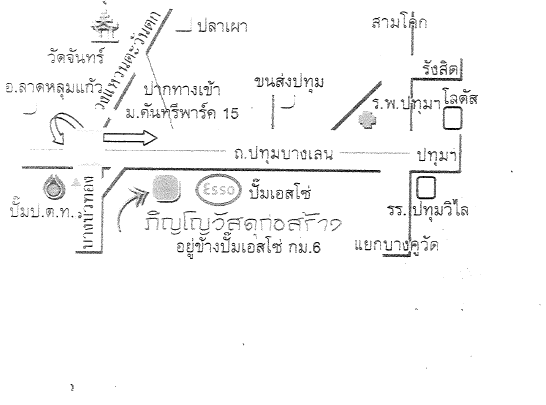 ปลาเผา
สามโคก
วัดจันทร์
วงแหวนตะวันตก
รังสิต
อ.ลาดหลุมแก้ว
ปากทางเข้า
ม.คันทรีพาร์ค 15
ขนส่งปทุม
ร.พ.ปทุมา
โลตัส
ถ.ปทุมบางเลน
ปทุมฯ
บางบัวทอง
ปั๊มป.ต.ท.
Esso
ปั๊มเอสโซ่
รร. ปทุมวิไล
ภิญโญวัสดุก่อสร้าง
อยู่ข้างปั๊มเอสโซ่ กม.6
แยกบางคูวัด